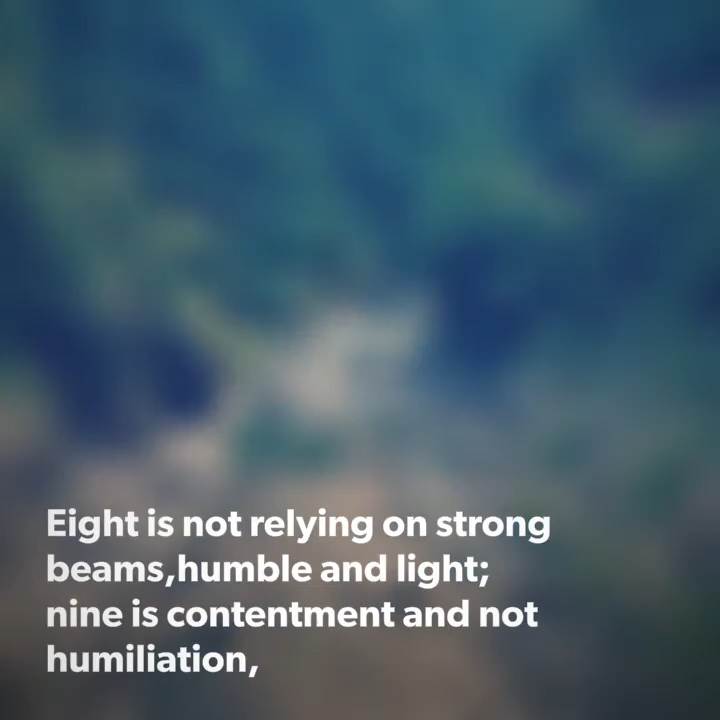 Eight is not relying on strong
beams,humble and light;
nine is contentment and not
humiliation,